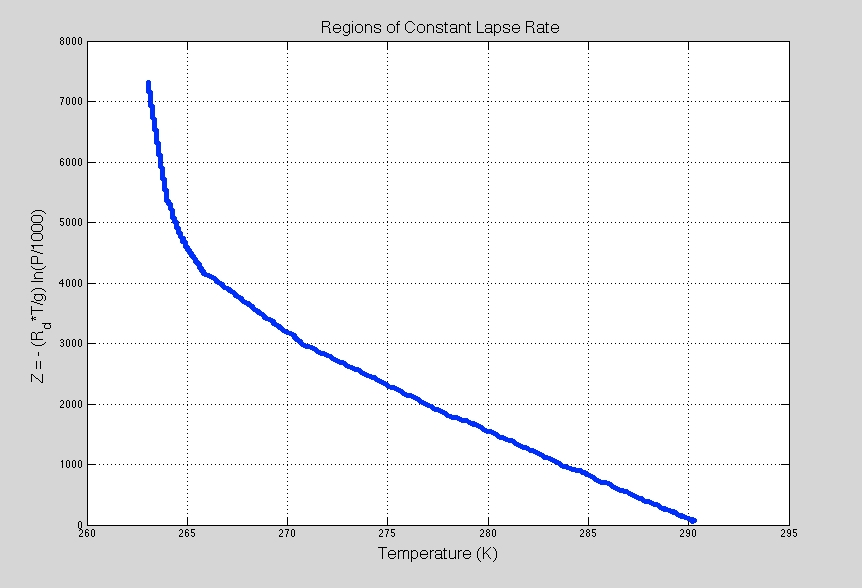 Regions of Constant Lapse Rate
8000
7000
6000
5000
4000
3000
2000
1000
0
Z = - (R_d*T/g) ln(P/1000)
260 265 270 275 280 285 290 295
Temperature (K)